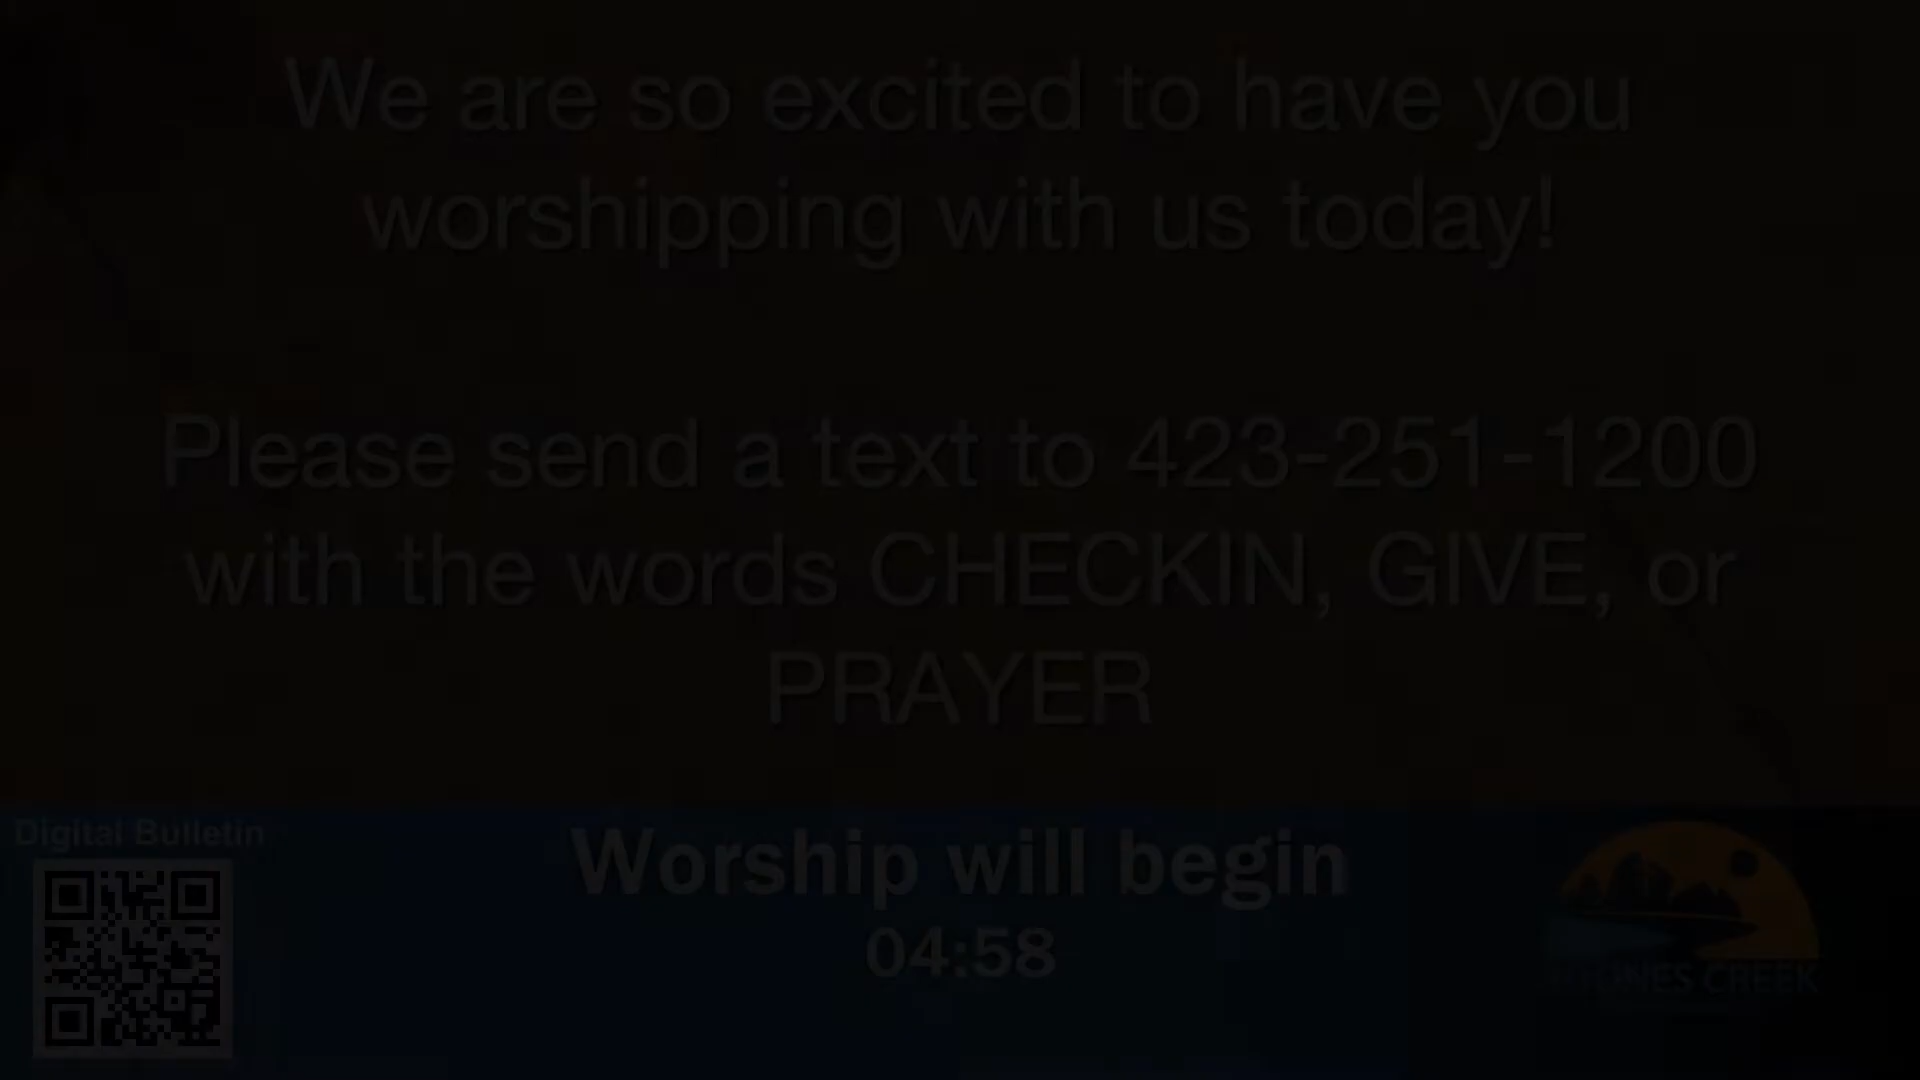 We are so excited to have you
worshipping with us today!
Please send a text to 423-251-1200
with the words CHECKIN, GIVE, or
PRAYER
Digital Bulletin
Worship will begin
04:58
CREEK